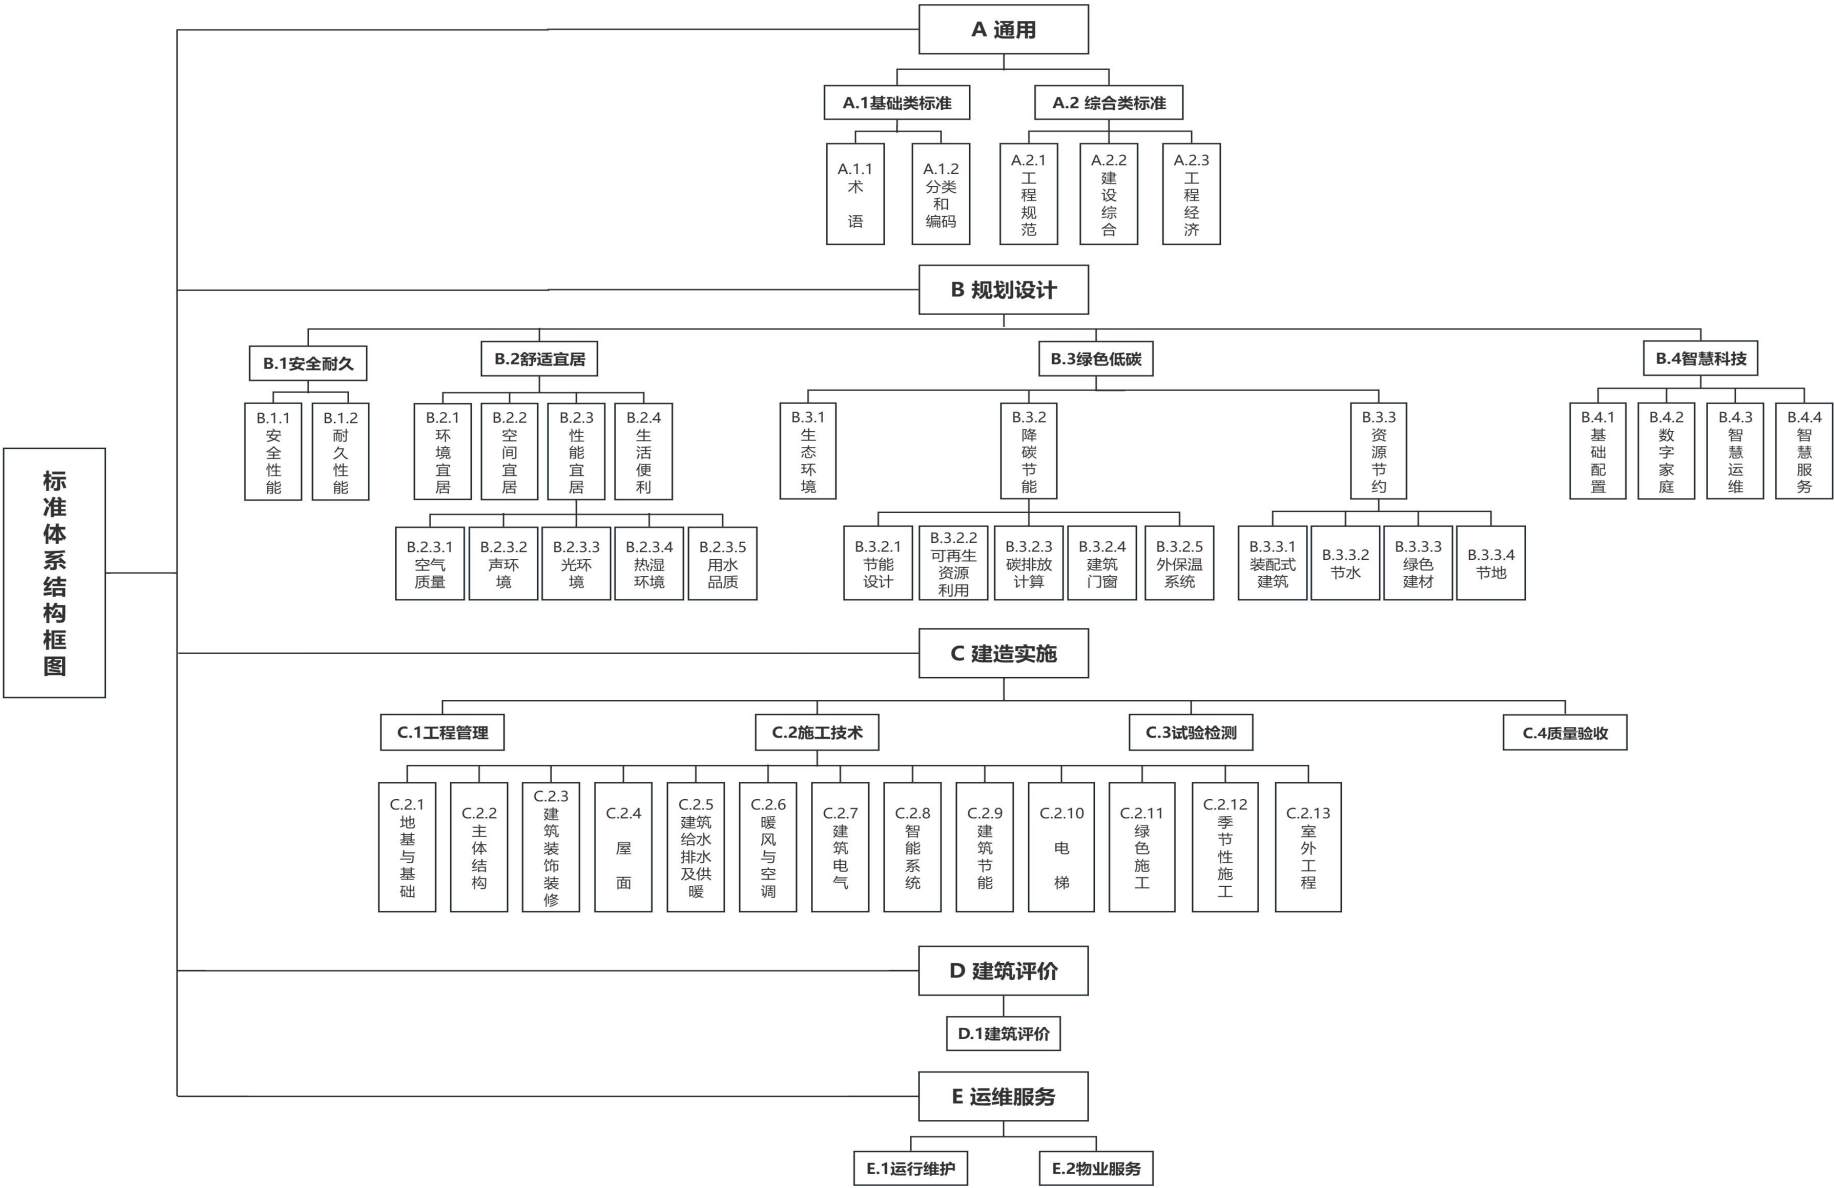 标准体系结构框图
A 通用
A.1基础类标准
A.2 综合类标准
A.1.1
术
语
A.1.2
分类
和
编码
A.2.1
工程规范
A.2.2
建设综合
A.2.3
工程经济
B 规划设计
B.1安全耐久
B.2舒适宜居
B.3绿色低碳
B.4智慧科技
B.1.1
安全性能
B.1.2
耐久性能
B.2.1
环境宜居
B.2.2
空间宜居
B.2.3
性能宜居
B.2.4
生活便利
B.3.1
生态环境
B.3.2
降碳节能
B.3.3
资源节约
B.4.1
基础配置
B.4.2
数字家庭
B.4.3
智慧运维
B.4.4
智慧服务
B.2.3.1
空气
质量
B.2.3.2
声环
境
B.2.3.3
光环
境
B.2.3.4
热湿
环境
B.2.3.5
用水
品质
B.3.2.1
节能
设计
B.3.2.2
可再生
资源
利用
B.3.2.3
碳排放
计算
B.3.2.4
建筑
门窗
B.3.2.5
外保温
系统
B.3.3.1
装配式
建筑
B.3.3.2
节水
B.3.3.3
绿色
建材
B.3.3.4
节地
C 建造实施
C.1工程管理
C.2施工技术
C.3试验检测
C.4质量验收
C.2.1
地基与基础
C.2.2
主体结构
C.2.3
建筑装饰装修
C.2.4
屋
面
C.2.5
建筑
给水
排水
及供
暖
C.2.6
暖风与空调
C.2.7
建筑电气
C.2.8
智能系统
C.2.9
建筑节能
C.2.10
电
梯
C.2.11
绿色施工
C.2.12
季节性施工
C.2.13
室外工程
D 建筑评价
D.1建筑评价
E 运维服务
E.1运行维护
E.2物业服务